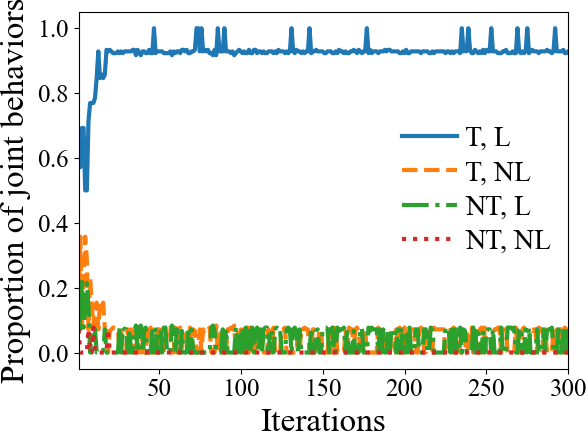 Proportion of joint behaviors
1.0
0.8
0.6
0.4
0.2
0.0
T, L
T, NL
NT, L
NT, NL
50 100 150 200 250 300
Iterations